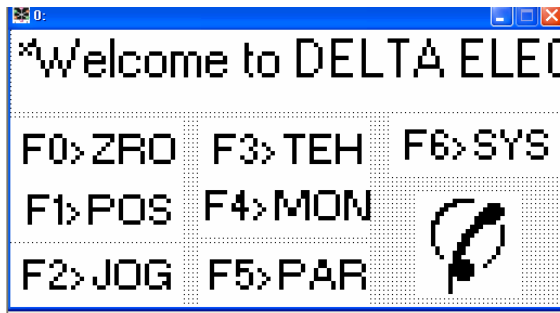 0:
*Welcome to DELTA ELEC
F0>ZRO F3>TEH F6>SYS
F1>POS F4>MON
F2>JOG F5>PAR